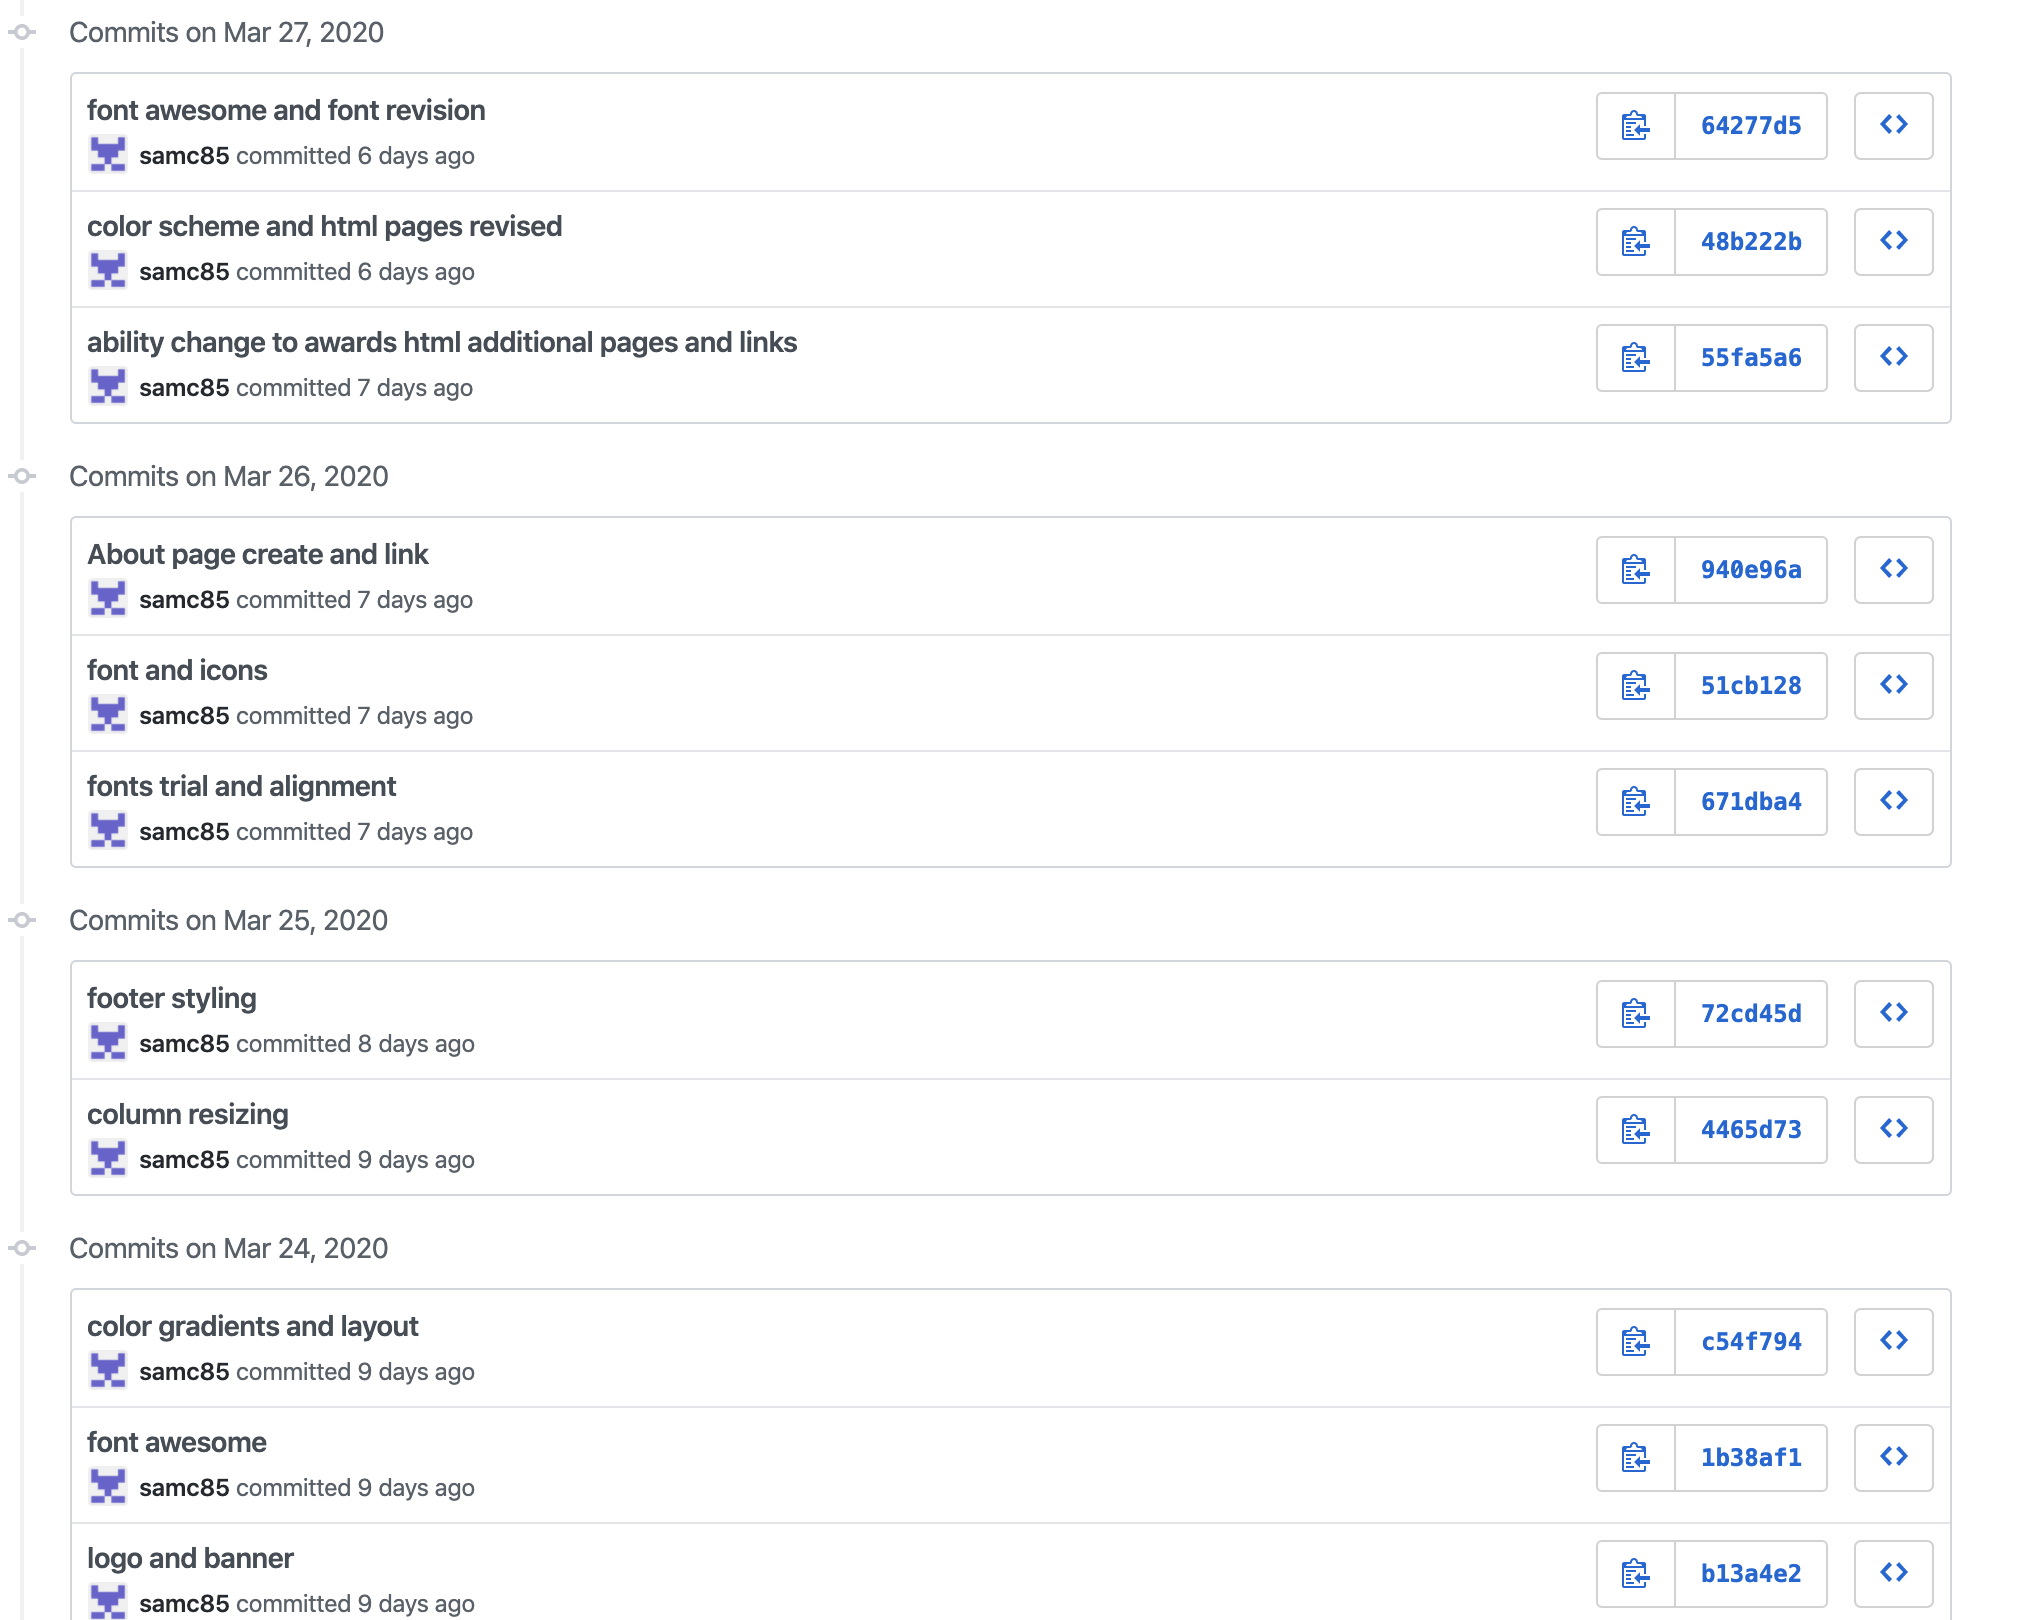 Commits on Mar 27, 2020
font awesome and font revision
samc85 committed 6 days ago
64277d5
color scheme and html pages revised
samc85 committed 6 days ago
48b222b
ability change to awards html additional pages and links
samc85 committed 7 days ago
55fa5a6
Commits on Mar 26, 2020
About page create and link
samc85 committed 7 days ago
940e96a
font and icons
samc85 committed 7 days ago
51cb128
fonts trial and alignment
samc85 committed 7 days ago
671dba4
Commits on Mar 25, 2020
footer styling
samc85 committed 8 days ago
72cd45d
column resizing
samc85 committed 9 days ago
4465d73
Commits on Mar 24, 2020
color gradients and layout
samc85 committed 9 days ago
c54f794
font awesome
samc85 committed 9 days ago
1b38af1
logo and banner
samc85 committed 9 days ago
b13a4e2